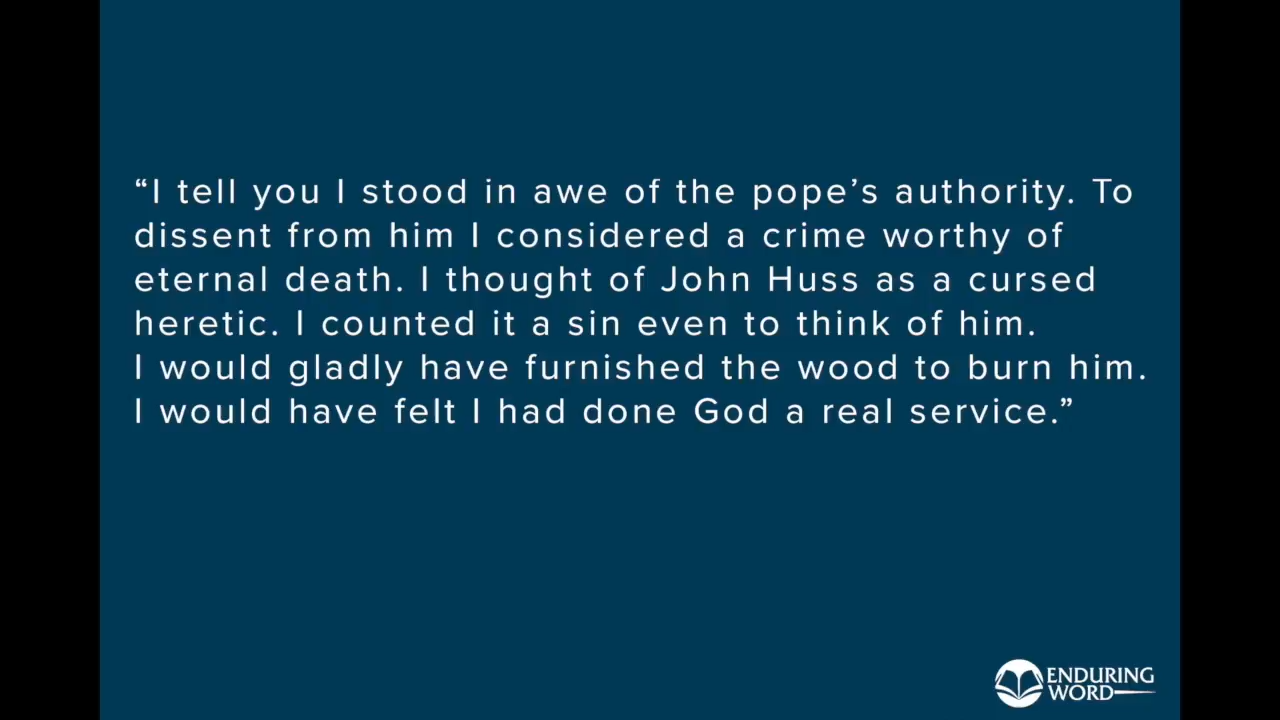 “I tell you I stood in awe of the pope’s authority. To
dissent from him I considered a crime worthy of
eternal death. I thought of John Huss as a cursed
heretic. I counted it a sin even to think of him.
I would gladly have furnished the wood to burn him.
I would have felt I had done God a real service.”
ENDURING
WORD